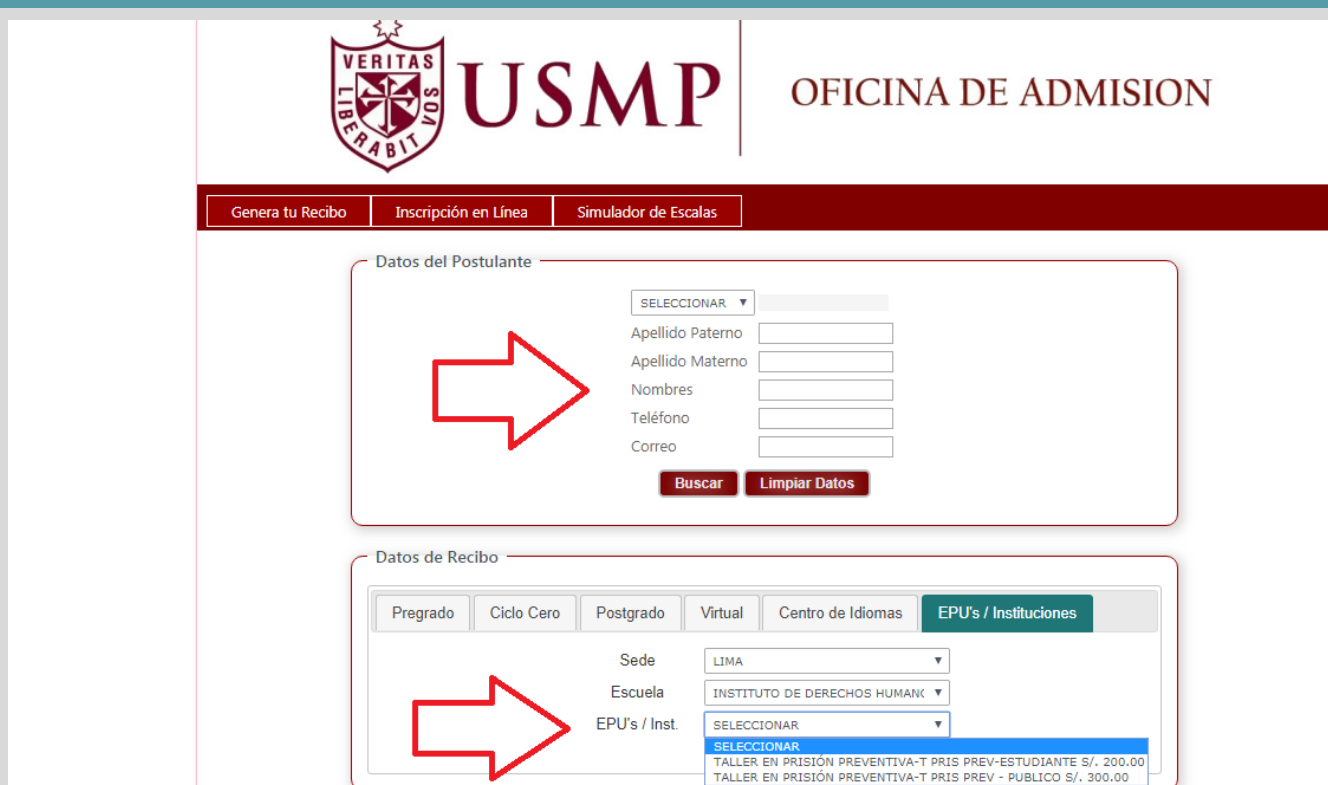 VERITAS
LIBERABIT VOS
USMP
OFICINA DE ADMISION
Genera tu Recibo Inscripción en Línea Simulador de Escalas
Datos del Postulante
SELECCIONAR
Apellido Paterno
Apellido Materno
Nombres
Teléfono
Correo
Buscar Limpiar Datos
Datos de Recibo
Pregrado Ciclo Cero Postgrado Virtual Centro de Idiomas EPU's / Instituciones
Sede LIMA
Escuela INSTITUTO DE DERECHOS HUMAN(
EPU's / Inst. SELECCIONAR
SELECCIONAR
TALLER EN PRISIÓN PREVENTIVA-T PRIS PREV-ESTUDIANTE S/. 200.00
TALLER EN PRISIÓN PREVENTIVA-T PRIS PREV - PUBLICO S/. 300.00